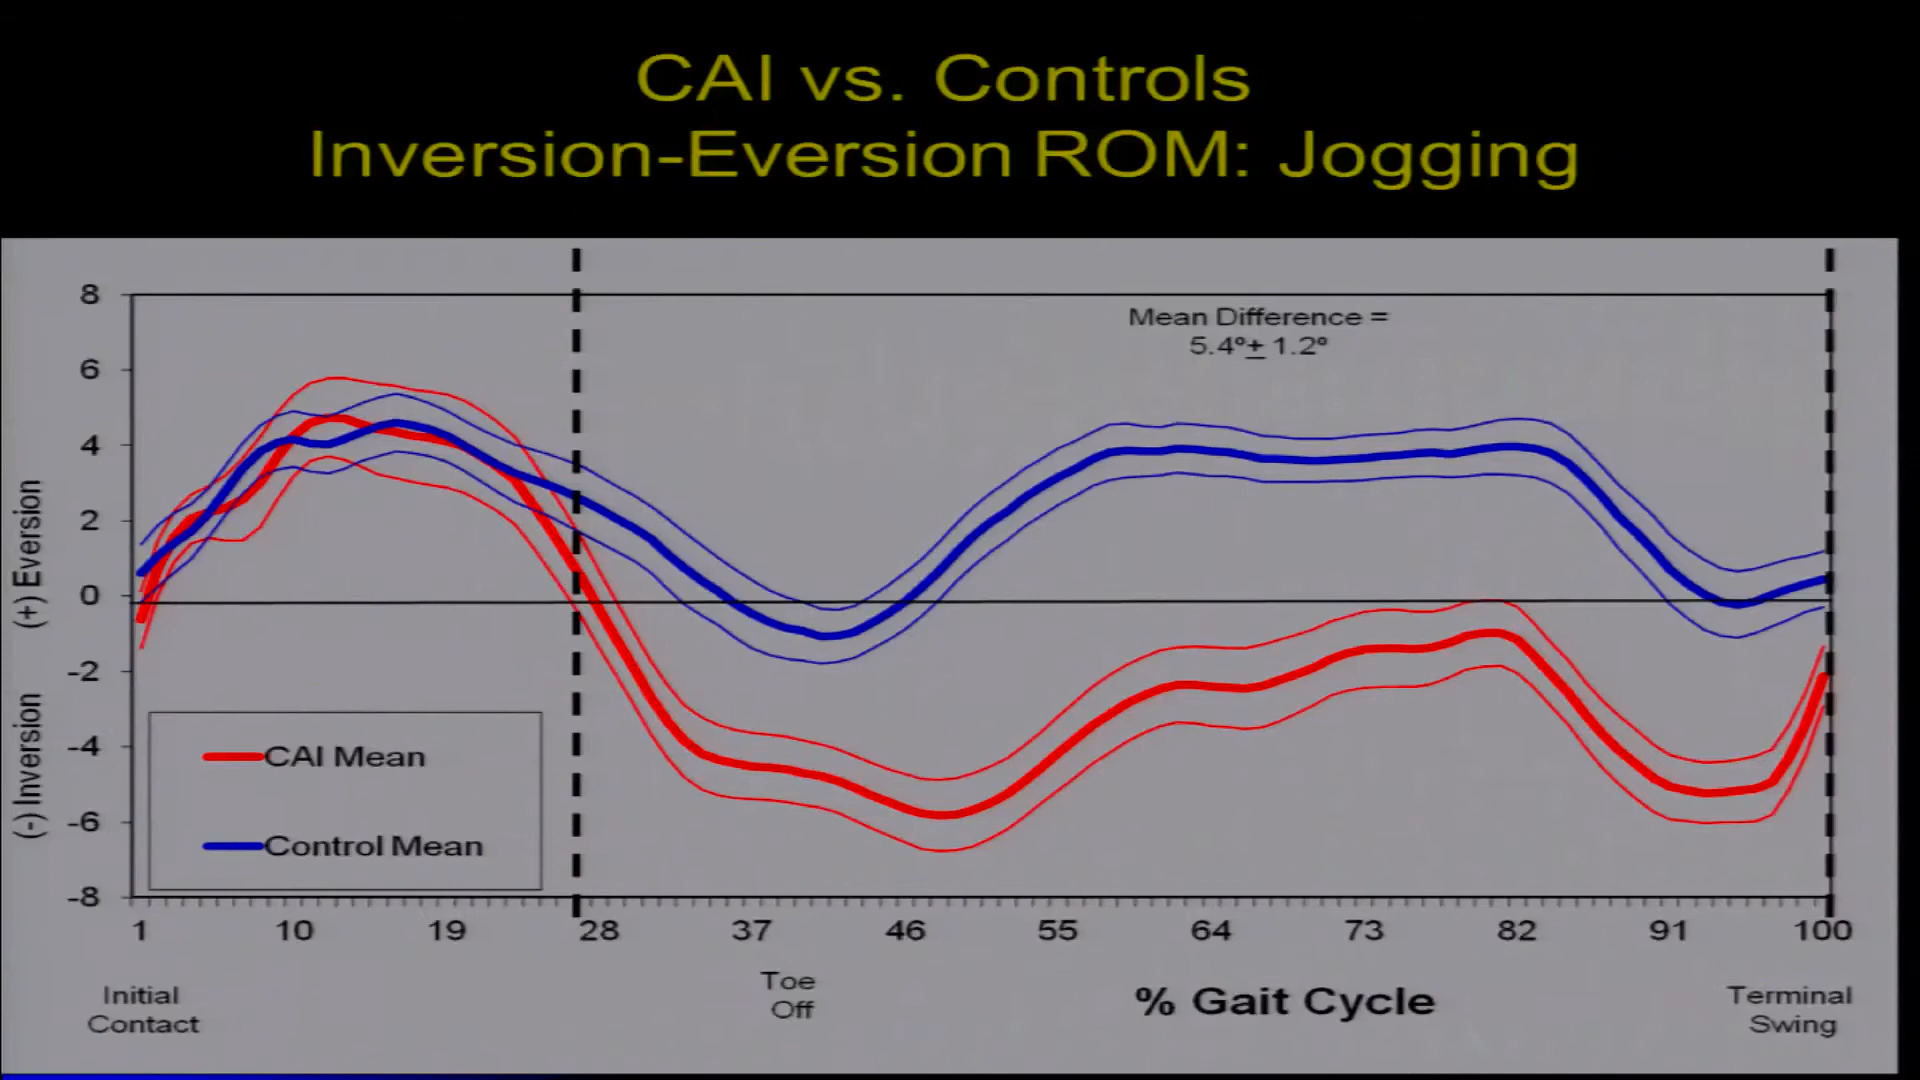 CAI vs. Controls
Inversion-Eversion ROM: Jogging
Mean Difference =
5.4º± 1.2º
8
6
4
2
0
-2
-4
-6
-8
(+) Eversion
(-) Inversion
CAI Mean
Control Mean
1 10 19 28 37 46 55 64 73 82 91 100
Initial
Contact
Toe
Off
% Gait Cycle
Terminal
Swing